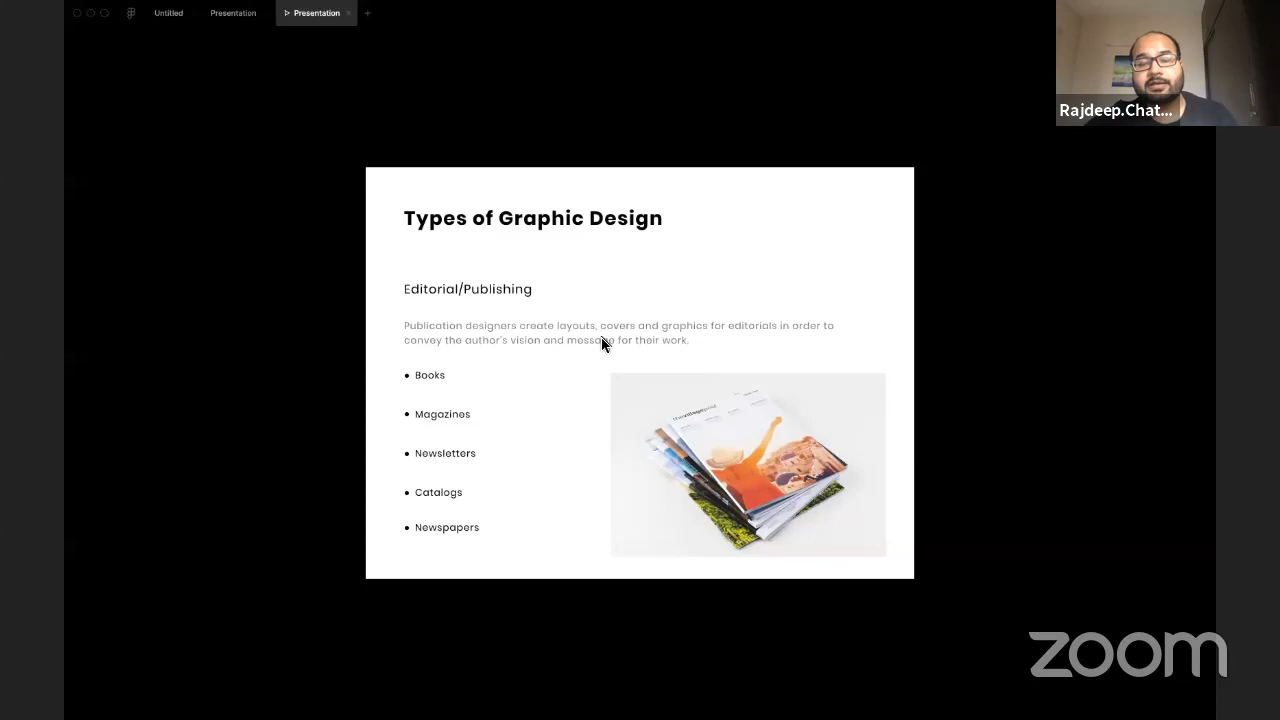 Untitled
Presentation
Presentation
Rajdeep.Chat...
Types of Graphic Design
Editorial/Publishing
Publication designers create layouts, covers and graphics for editorials in order to
convey the author's vision and message for their work.
Books
Magazines
Newsletters
Catalogs
Newspapers
zoom